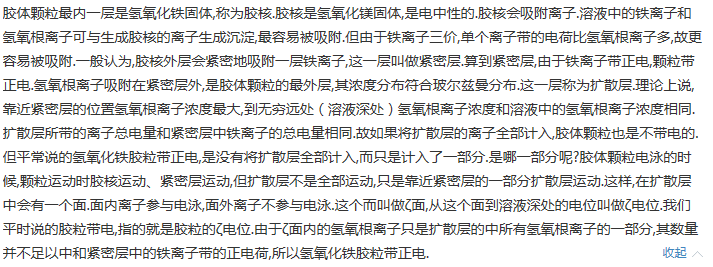 胶体颗粒最内一层是氢氧化铁固体,称为胶核.胶核是氢氧化镁固体,是电中性的.胶核会吸附离子.溶液中的铁离子和
氢氧根离子可与生成胶核的离子生成沉淀,最容易被吸附.但由于铁离子三价,单个离子带的电荷比氢氧根离子多,故更
容易被吸附.一般认为,胶核外层会紧密地吸附一层铁离子,这一层叫做紧密层.算到紧密层,由于铁离子带正电,颗粒带
正电.氢氧根离子吸附在紧密层外,是胶体颗粒的最外层,其浓度分布符合玻尔兹曼分布.这一层称为扩散层.理论上说,
靠近紧密层的位置氢氧根离子浓度最大,到无穷远处（溶液深处）氢氧根离子浓度和溶液中的氢氧根离子浓度相同.
扩散层所带的离子总电量和紧密层中铁离子的总电量相同.故如果将扩散层的离子全部计入,胶体颗粒也是不带电的.
但平常说的氢氧化铁胶粒带正电,是没有将扩散层全部计入,而只是计入了一部分.是哪一部分呢?胶体颗粒电泳的时
候,颗粒运动时胶核运动、紧密层运动,但扩散层不是全部运动,只是靠近紧密层的一部分扩散层运动.这样,在扩散层
中会有一个面.面内离子参与电泳,面外离子不参与电泳.这个而叫做ζ面,从这个面到溶液深处的电位叫做ζ电位.我们
平时说的胶粒带电,指的就是胶粒的ζ电位.由于ζ面内的氢氧根离子只是扩散层的中所有氢氧根离子的一部分,其数量
并不足以中和紧密层中的铁离子带的正电荷,所以氢氧化铁胶粒带正电.
收起